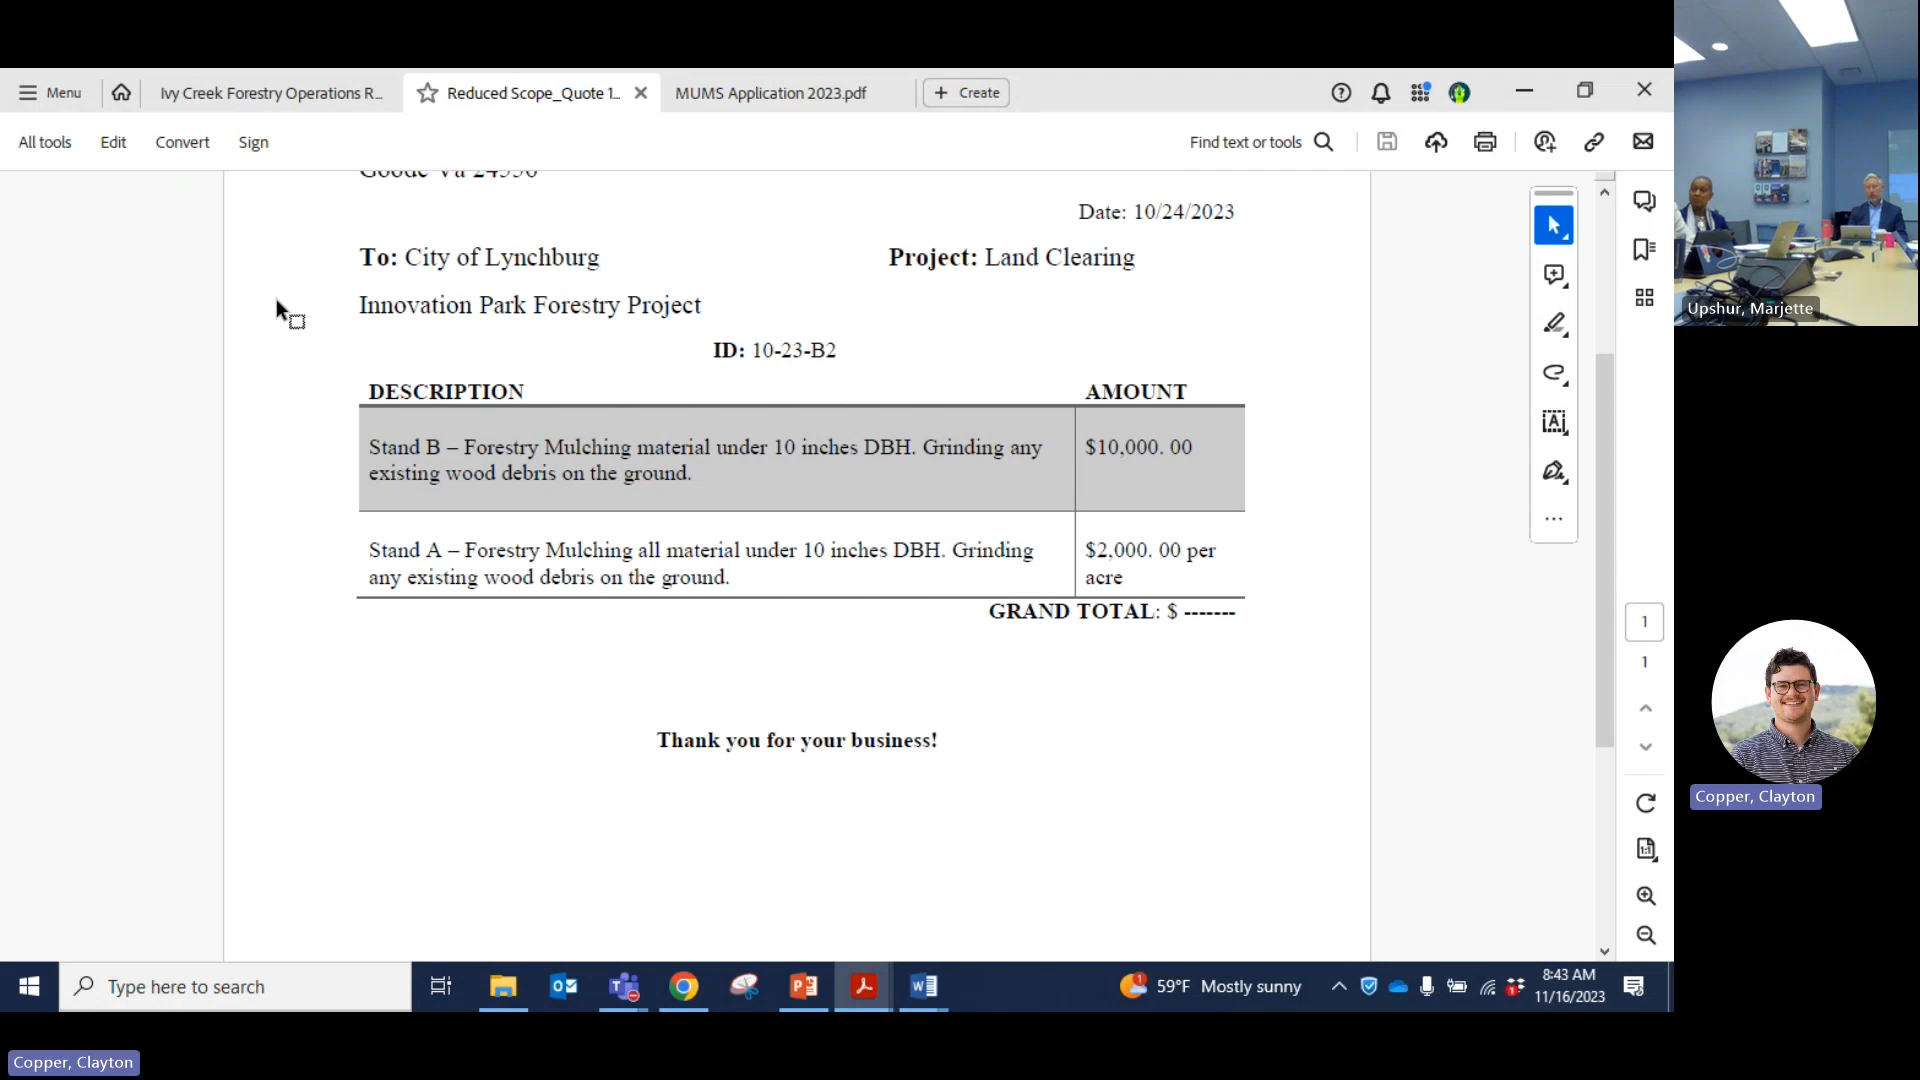 Menu
Ivy Creek Forestry Operations R...
Reduced Scope_Quote 1...
MUMS Application 2023.pdf
Create
All tools
Edit
Convert
Sign
Find text or tools
Goode Va 24556
Date: 10/24/2023
To: City of Lynchburg
Project: Land Clearing
Innovation Park Forestry Project
ID: 10-23-B2
DESCRIPTION
AMOUNT
Stand B – Forestry Mulching material under 10 inches DBH. Grinding any
existing wood debris on the ground.
$10,000. 00
Stand A – Forestry Mulching all material under 10 inches DBH. Grinding
any existing wood debris on the ground.
$2,000. 00 per
acre
GRAND TOTAL: $ -------
Thank you for your business!
1
1
Upshur, Marjette
Copper, Clayton
Type here to search
59°F Mostly sunny
8:43 AM
11/16/2023
Copper, Clayton